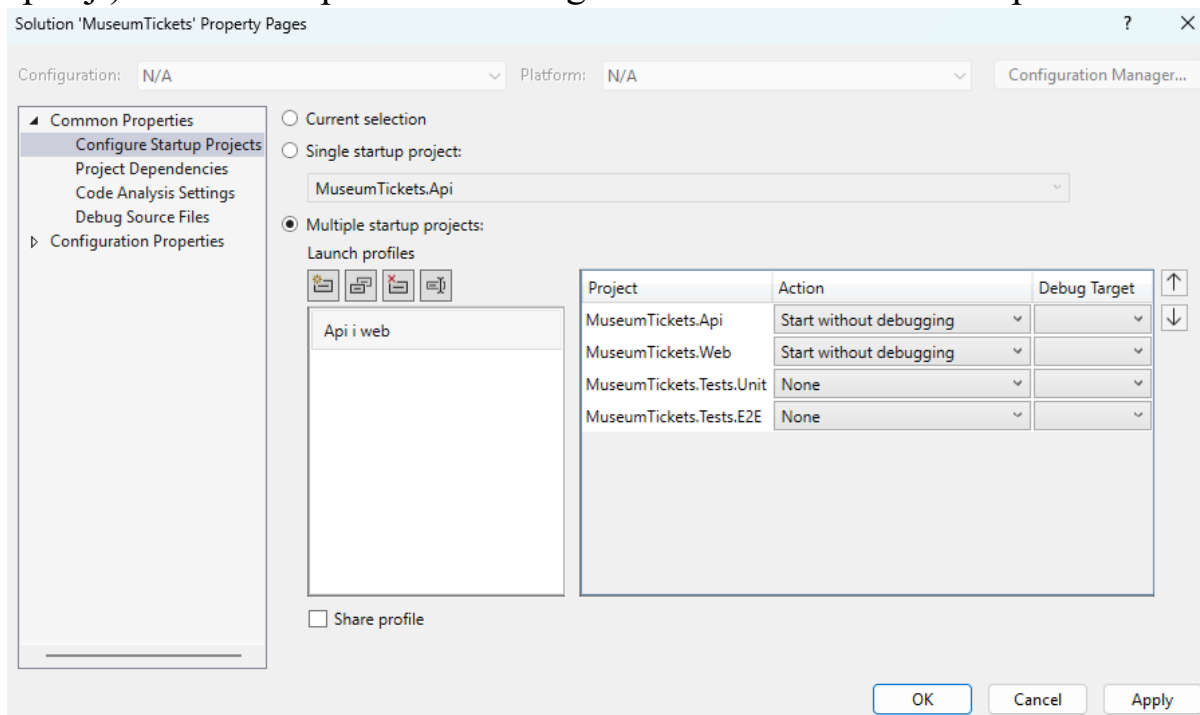 Solution 'MuseumTickets' Property Pages ? ×
Configuration: N/A Platform: N/A Configuration Manager...
Common Properties
Configure Startup Projects
Project Dependencies
Code Analysis Settings
Debug Source Files
Configuration Properties
Current selection
Single startup project:
MuseumTickets.Api
Multiple startup projects:
Launch profiles
Api i web
Project Action Debug Target
MuseumTickets.Api Start without debugging
MuseumTickets.Web Start without debugging
MuseumTickets.Tests.Unit None
MuseumTickets.Tests.E2E None
Share profile
OK Cancel Apply